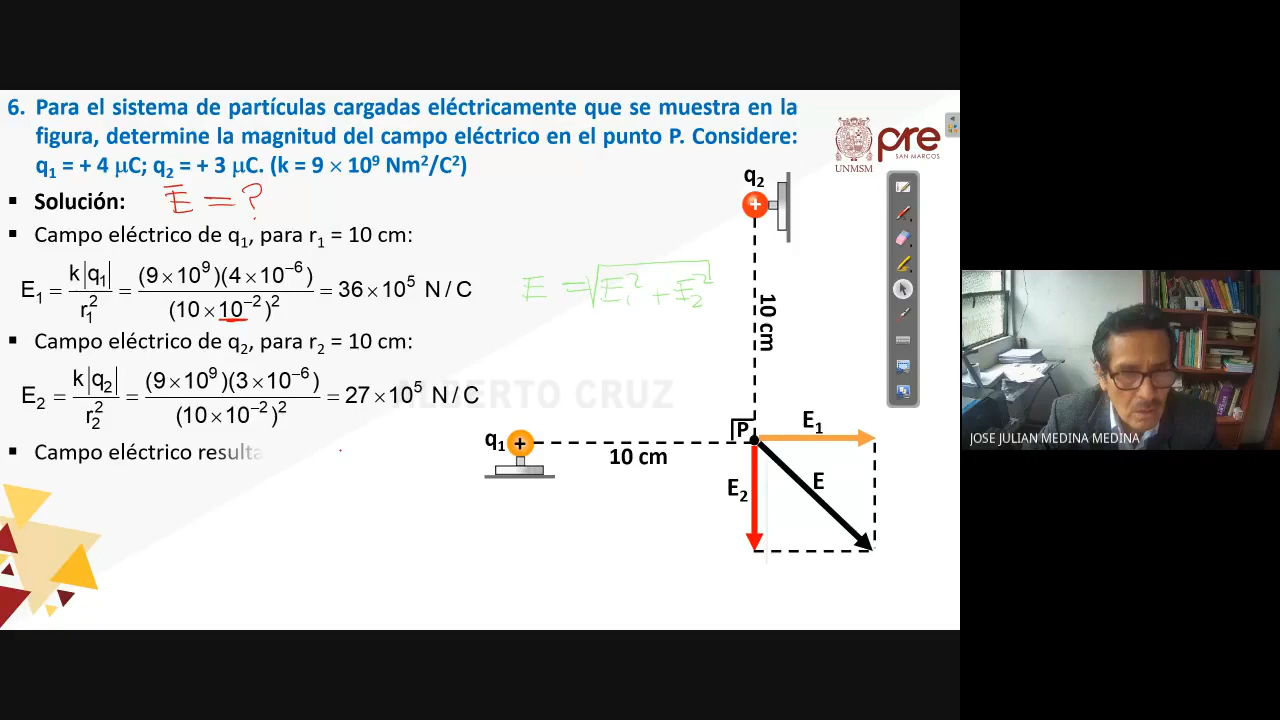 6. Para el sistema de partículas cargadas eléctricamente que se muestra en la
figura, determine la magnitud del campo eléctrico en el punto P. Considere:
q₁ = + 4 μC; q₂ = + 3 μC. (k = 9 × 10⁹ Nm²/C²)
▪ Solución: E̅ = ?
▪ Campo eléctrico de q₁, para r₁ = 10 cm:
E₁ = k|q₁| / r₁² = (9×10⁹)(4×10⁻⁶) / (10×10⁻²)² = 36×10⁵ N / C
E = √E₁² + E₂²
▪ Campo eléctrico de q₂, para r₂ = 10 cm:
E₂ = k|q₂| / r₂² = (9×10⁹)(3×10⁻⁶) / (10×10⁻²)² = 27×10⁵ N / C
ALBERTO CRUZ
▪ Campo eléctrico resulta
UNMSM
pre
SAN MARCOS
q₂
+
10 cm
q₁
+
10 cm
P
E₁
E₂
E
JOSE JULIAN MEDINA MEDINA